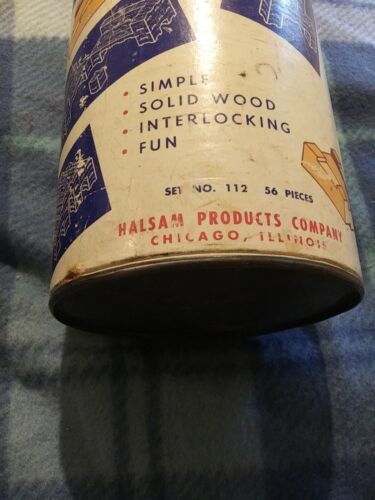 • SIMPLE
• SOLID WOOD
• INTERLOCKING
• FUN
SET NO. 112 56 PIECES
HALSAM PRODUCTS COMPANY
CHICAGO, ILLINOIS